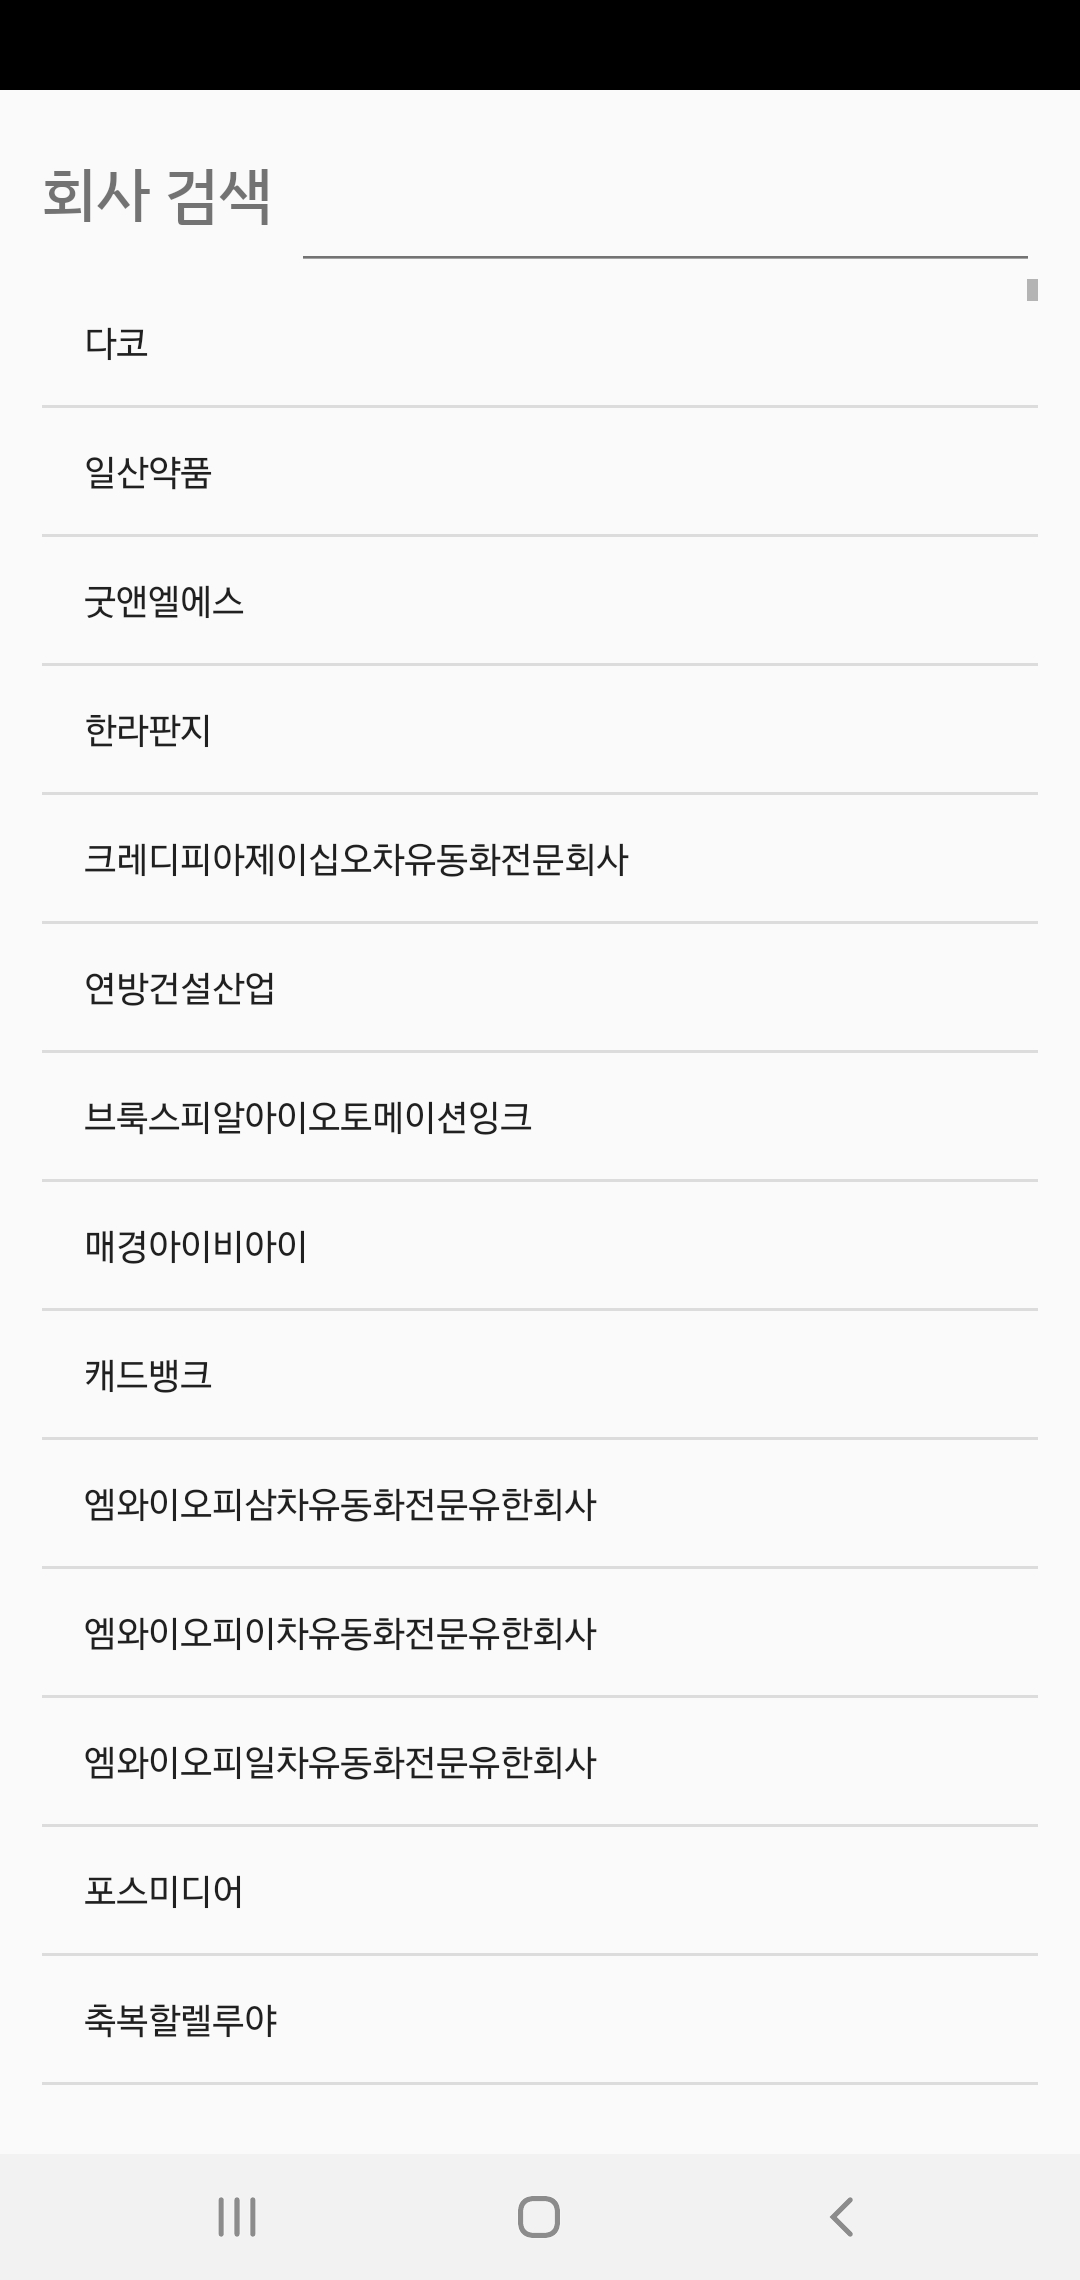 회사 검색
다코
일산약품
굿앤엘에스
한라판지
크레디피아제이십오차유동화전문회사
연방건설산업
브룩스피알아이오토메이션잉크
매경아이비아이
캐드뱅크
엠와이오피삼차유동화전문유한회사
엠와이오피이차유동화전문유한회사
엠와이오피일차유동화전문유한회사
포스미디어
축복할렐루야